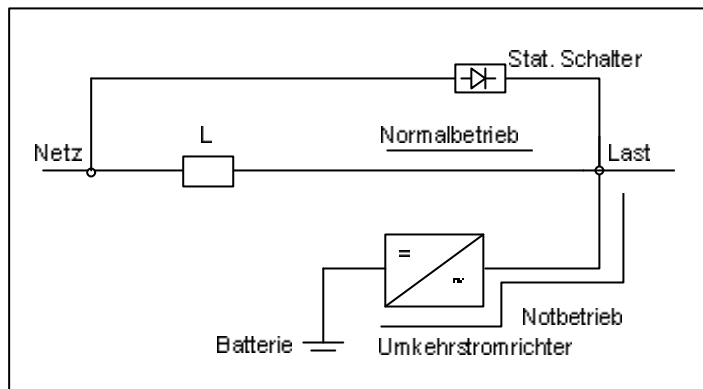 Stat. Schalter
L
Normalbetrieb
Netz
Last
=
~
Notbetrieb
Batterie
Umkehrstromrichter